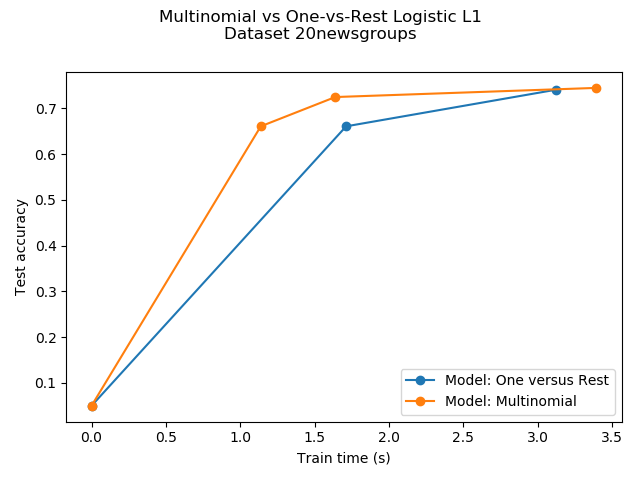 Multinomial vs One-vs-Rest Logistic L1
Dataset 20newsgroups
0.7
0.6
0.5
0.4
0.3
0.2
0.1
Test accuracy
Model: One versus Rest
Model: Multinomial
0.0 0.5 1.0 1.5 2.0 2.5 3.0 3.5
Train time (s)